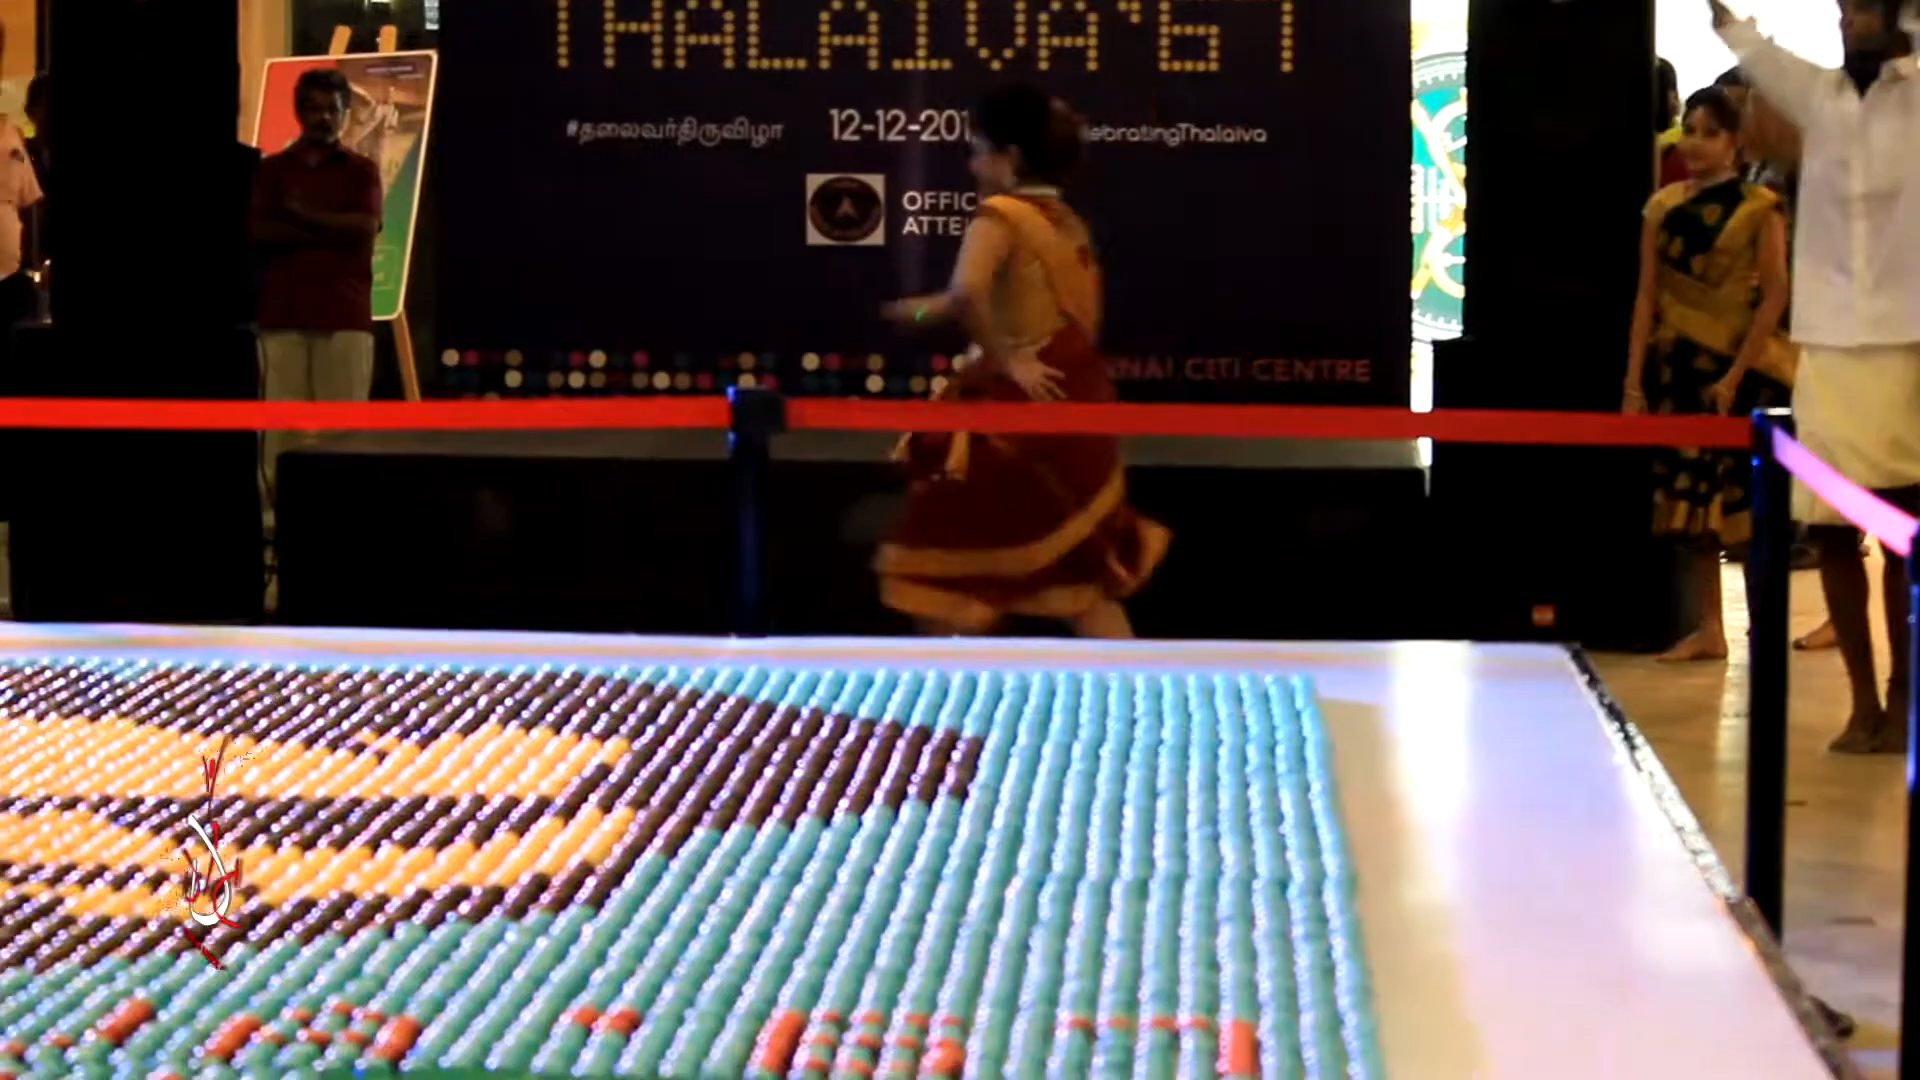 THALAIVA'67
#தலைவர்திருவிழா
12-12-201
ebratingThalaiva
OFFIC
ATTE
NAI CITI CENTRE